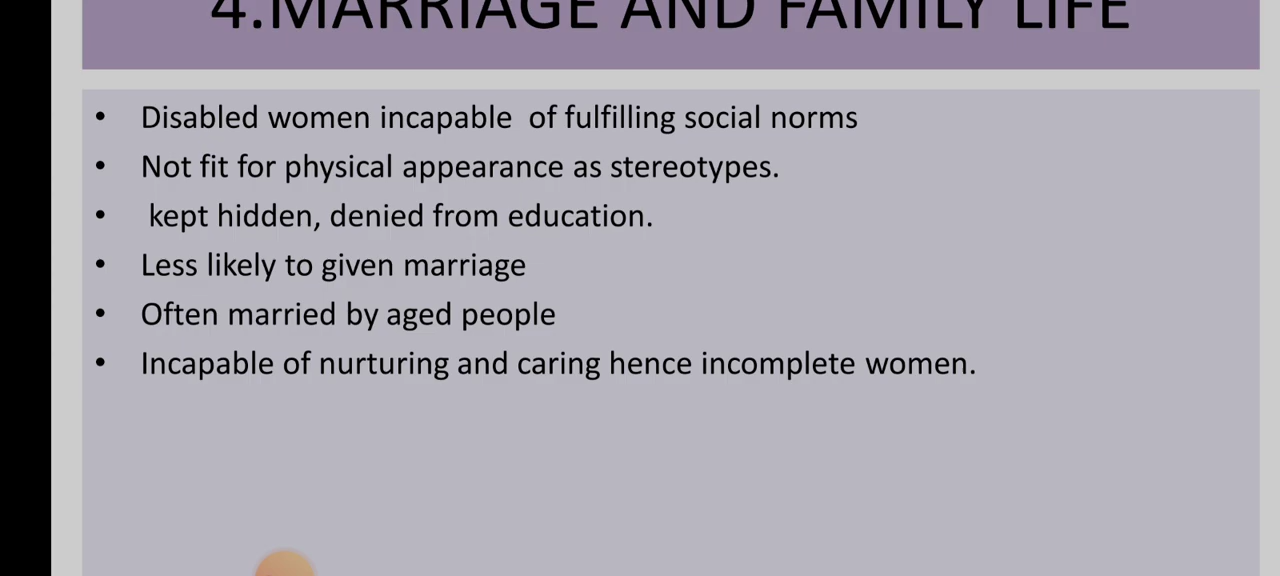 4.MARRIAGE AND FAMILY LIFE
• Disabled women incapable  of fulfilling social norms
• Not fit for physical appearance as stereotypes.
• kept hidden, denied from education.
• Less likely to given marriage
• Often married by aged people
• Incapable of nurturing and caring hence incomplete women.